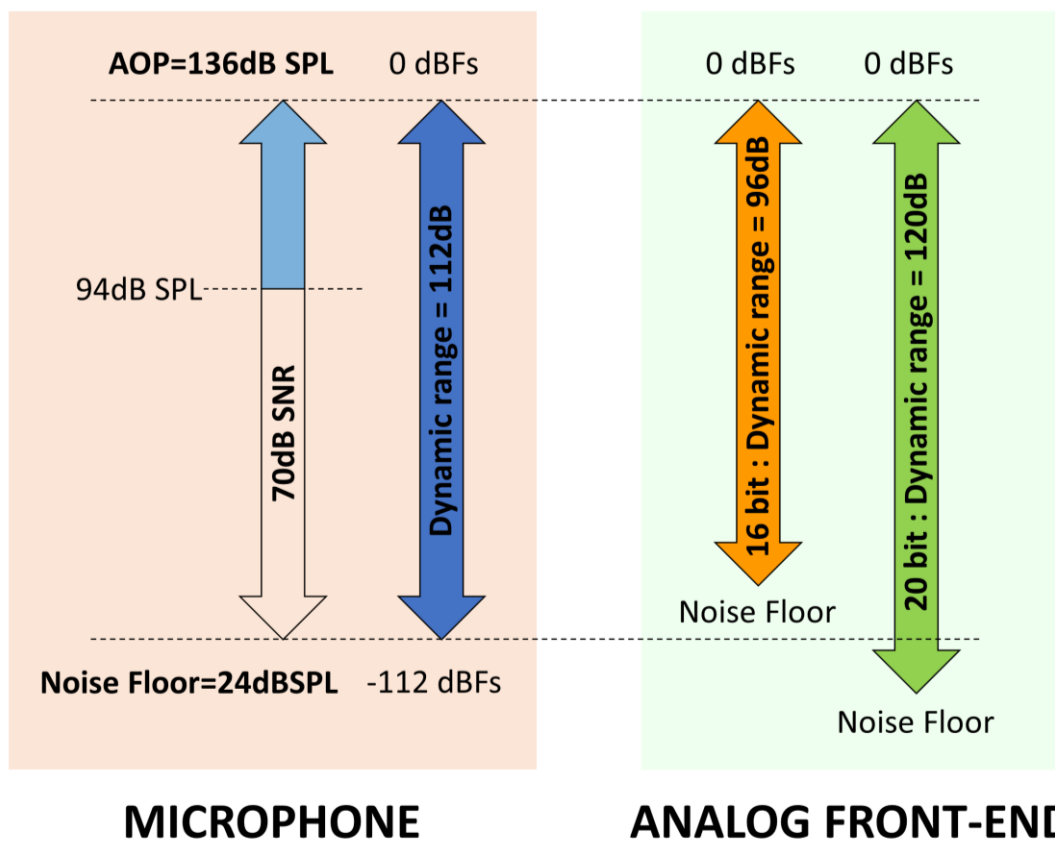 AOP=136dB SPL
0 dBFs
0 dBFs
0 dBFs
94dB SPL
70dB SNR
Dynamic range = 112dB
16 bit : Dynamic range = 96dB
20 bit : Dynamic range = 120dB
Noise Floor
Noise Floor=24dBSPL
-112 dBFs
Noise Floor
MICROPHONE
ANALOG FRONT-END